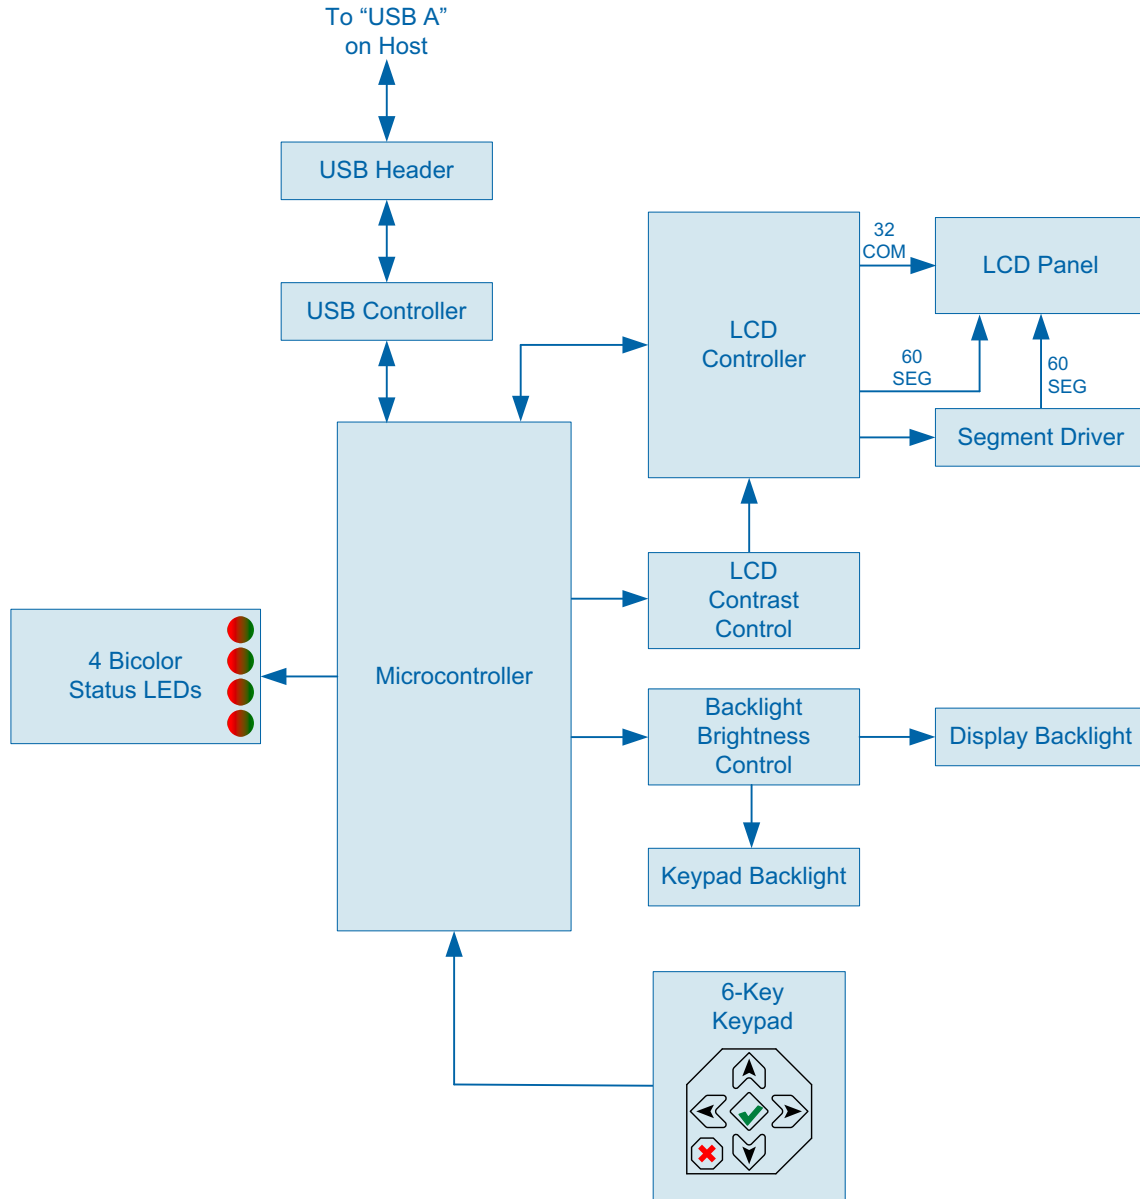 To “USB A”
on Host
USB Header
USB Controller
LCD
Controller
32
COM
LCD Panel
60
SEG
60
SEG
Segment Driver
LCD
Contrast
Control
4 Bicolor
Status LEDs
Microcontroller
Backlight
Brightness
Control
Display Backlight
Keypad Backlight
6-Key
Keypad